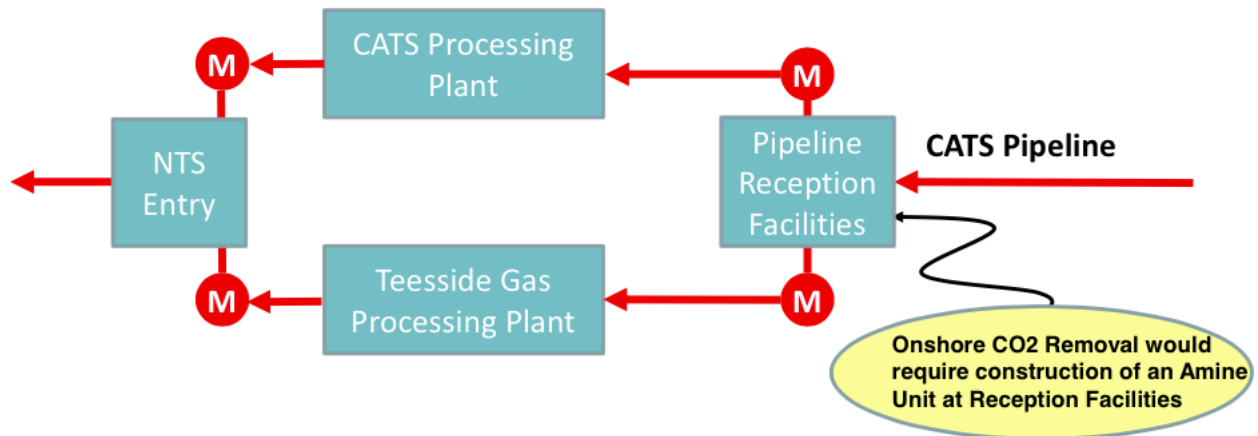 M
CATS Processing
Plant
M
NTS
Entry
Pipeline
Reception
Facilities
CATS Pipeline
M
Teesside Gas
Processing Plant
M
Onshore CO2 Removal would
require construction of an Amine
Unit at Reception Facilities